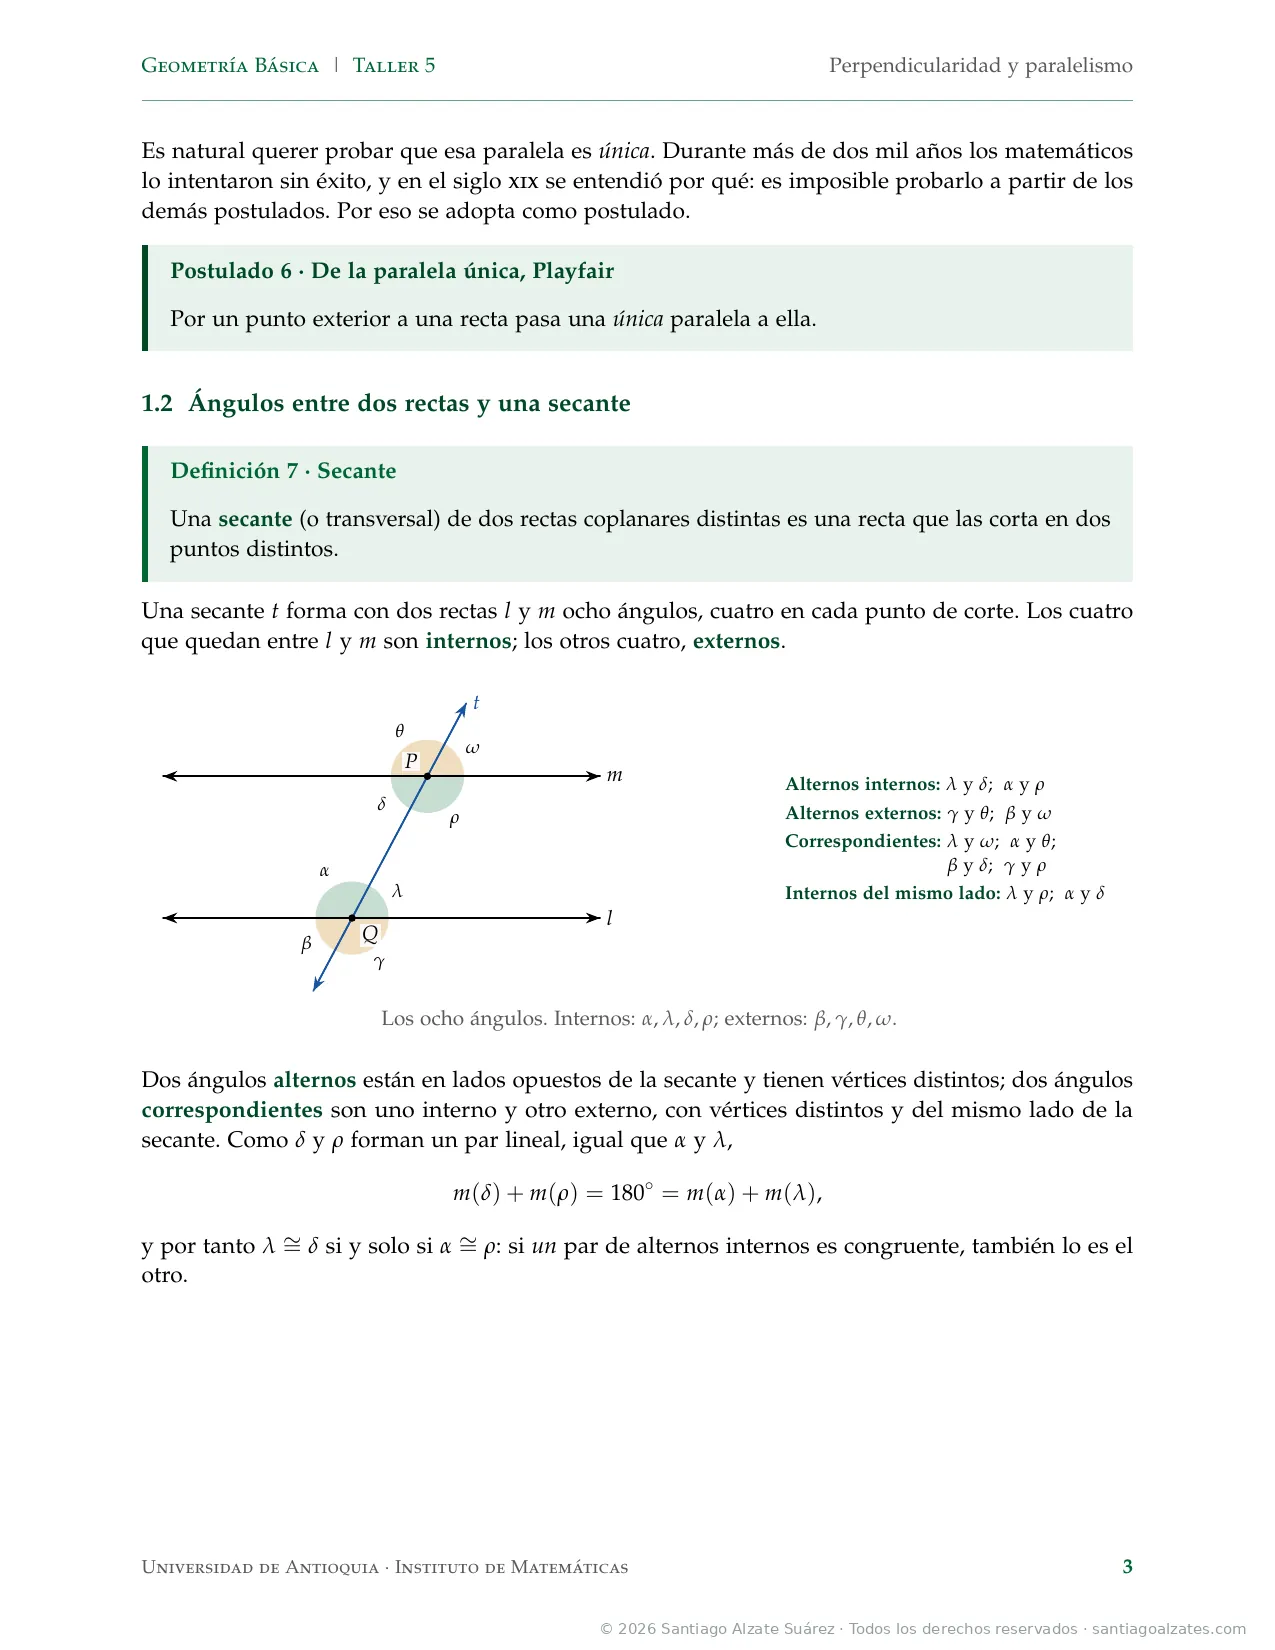 Geometría Básica | Taller 5 Perpendicularidad y paralelismo
Es natural querer probar que esa paralela es única. Durante más de dos mil años los matemáticos
lo intentaron sin éxito, y en el siglo XIX se entendió por qué: es imposible probarlo a partir de los
demás postulados. Por eso se adopta como postulado.
Postulado 6 · De la paralela única, Playfair
Por un punto exterior a una recta pasa una única paralela a ella.
1.2 Ángulos entre dos rectas y una secante
Definición 7 · Secante
Una secante (o transversal) de dos rectas coplanares distintas es una recta que las corta en dos
puntos distintos.
Una secante t forma con dos rectas l y m ocho ángulos, cuatro en cada punto de corte. Los cuatro
que quedan entre l y m son internos; los otros cuatro, externos.
t
θ
ω
P
m
δ
ρ
α
λ
l
Q
β
γ
Alternos internos: λ y δ; α y ρ
Alternos externos: γ y θ; β y ω
Correspondientes: λ y ω; α y θ;
β y δ; γ y ρ
Internos del mismo lado: λ y ρ; α y δ
Los ocho ángulos. Internos: α, λ, δ, ρ; externos: β, γ, θ, ω.
Dos ángulos alternos están en lados opuestos de la secante y tienen vértices distintos; dos ángulos
correspondientes son uno interno y otro externo, con vértices distintos y del mismo lado de la
secante. Como δ y ρ forman un par lineal, igual que α y λ,
m(δ) + m(ρ) = 180° = m(α) + m(λ),
y por tanto λ ≅ δ si y solo si α ≅ ρ: si un par de alternos internos es congruente, también lo es el
otro.
Universidad de Antioquia · Instituto de Matemáticas 3
© 2026 Santiago Alzate Suárez · Todos los derechos reservados · santiagoalzates.com